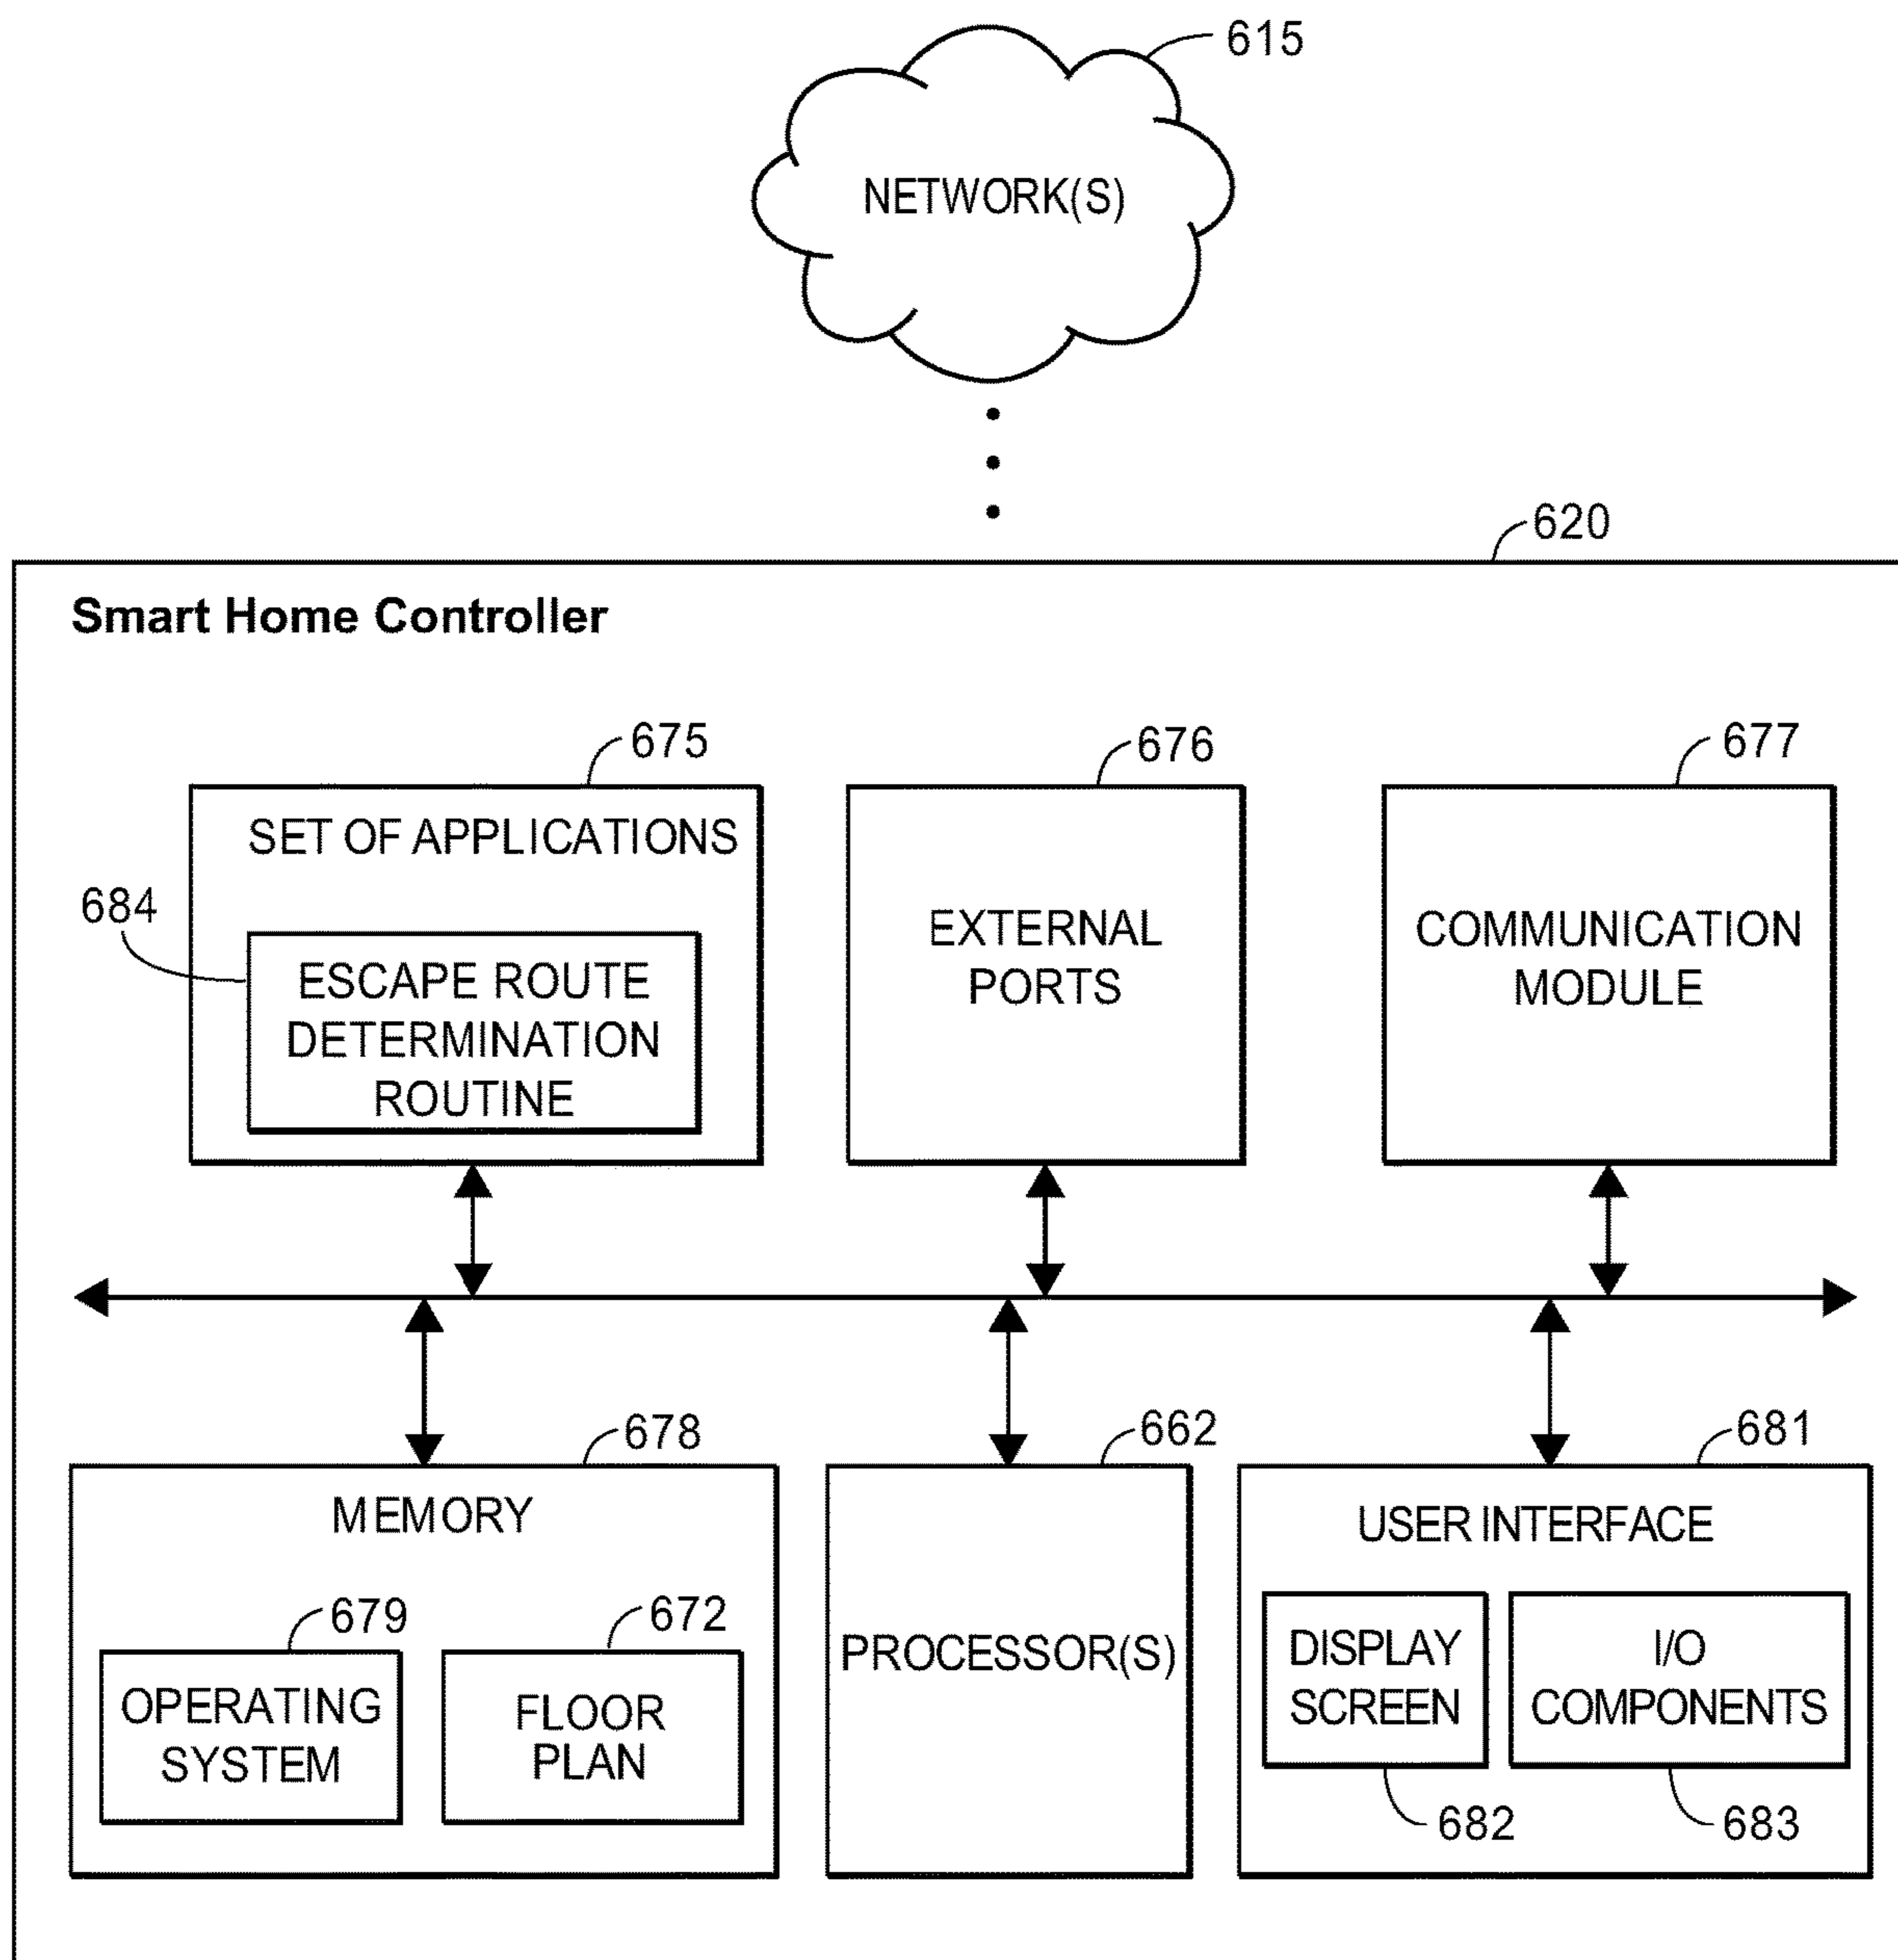 615
NETWORK(S)
620
Smart Home Controller
675
676
677
SET OF APPLICATIONS
684
ESCAPE ROUTE
DETERMINATION
ROUTINE
EXTERNAL
PORTS
COMMUNICATION
MODULE
678
662
681
MEMORY
679
672
OPERATING
SYSTEM
FLOOR
PLAN
PROCESSOR(S)
USER INTERFACE
DISPLAY
SCREEN
I/O
COMPONENTS
682
683